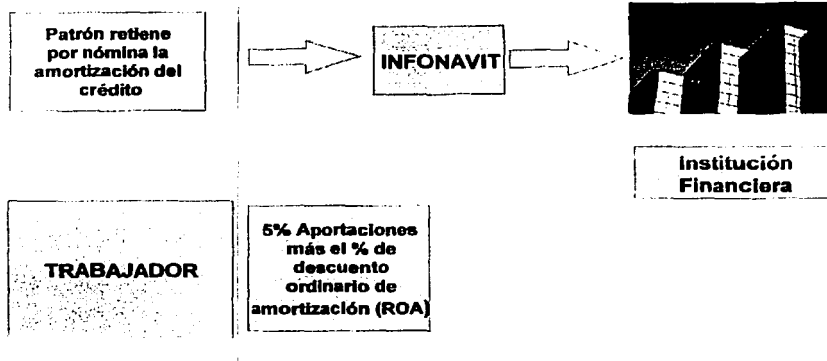 Patrón retiene
por nómina la
amortización del
crédito
INFONAVIT
Institución
Financiera
TRABAJADOR
5% Aportaciones
más el % de
descuento
ordinario de
amortización (ROA)